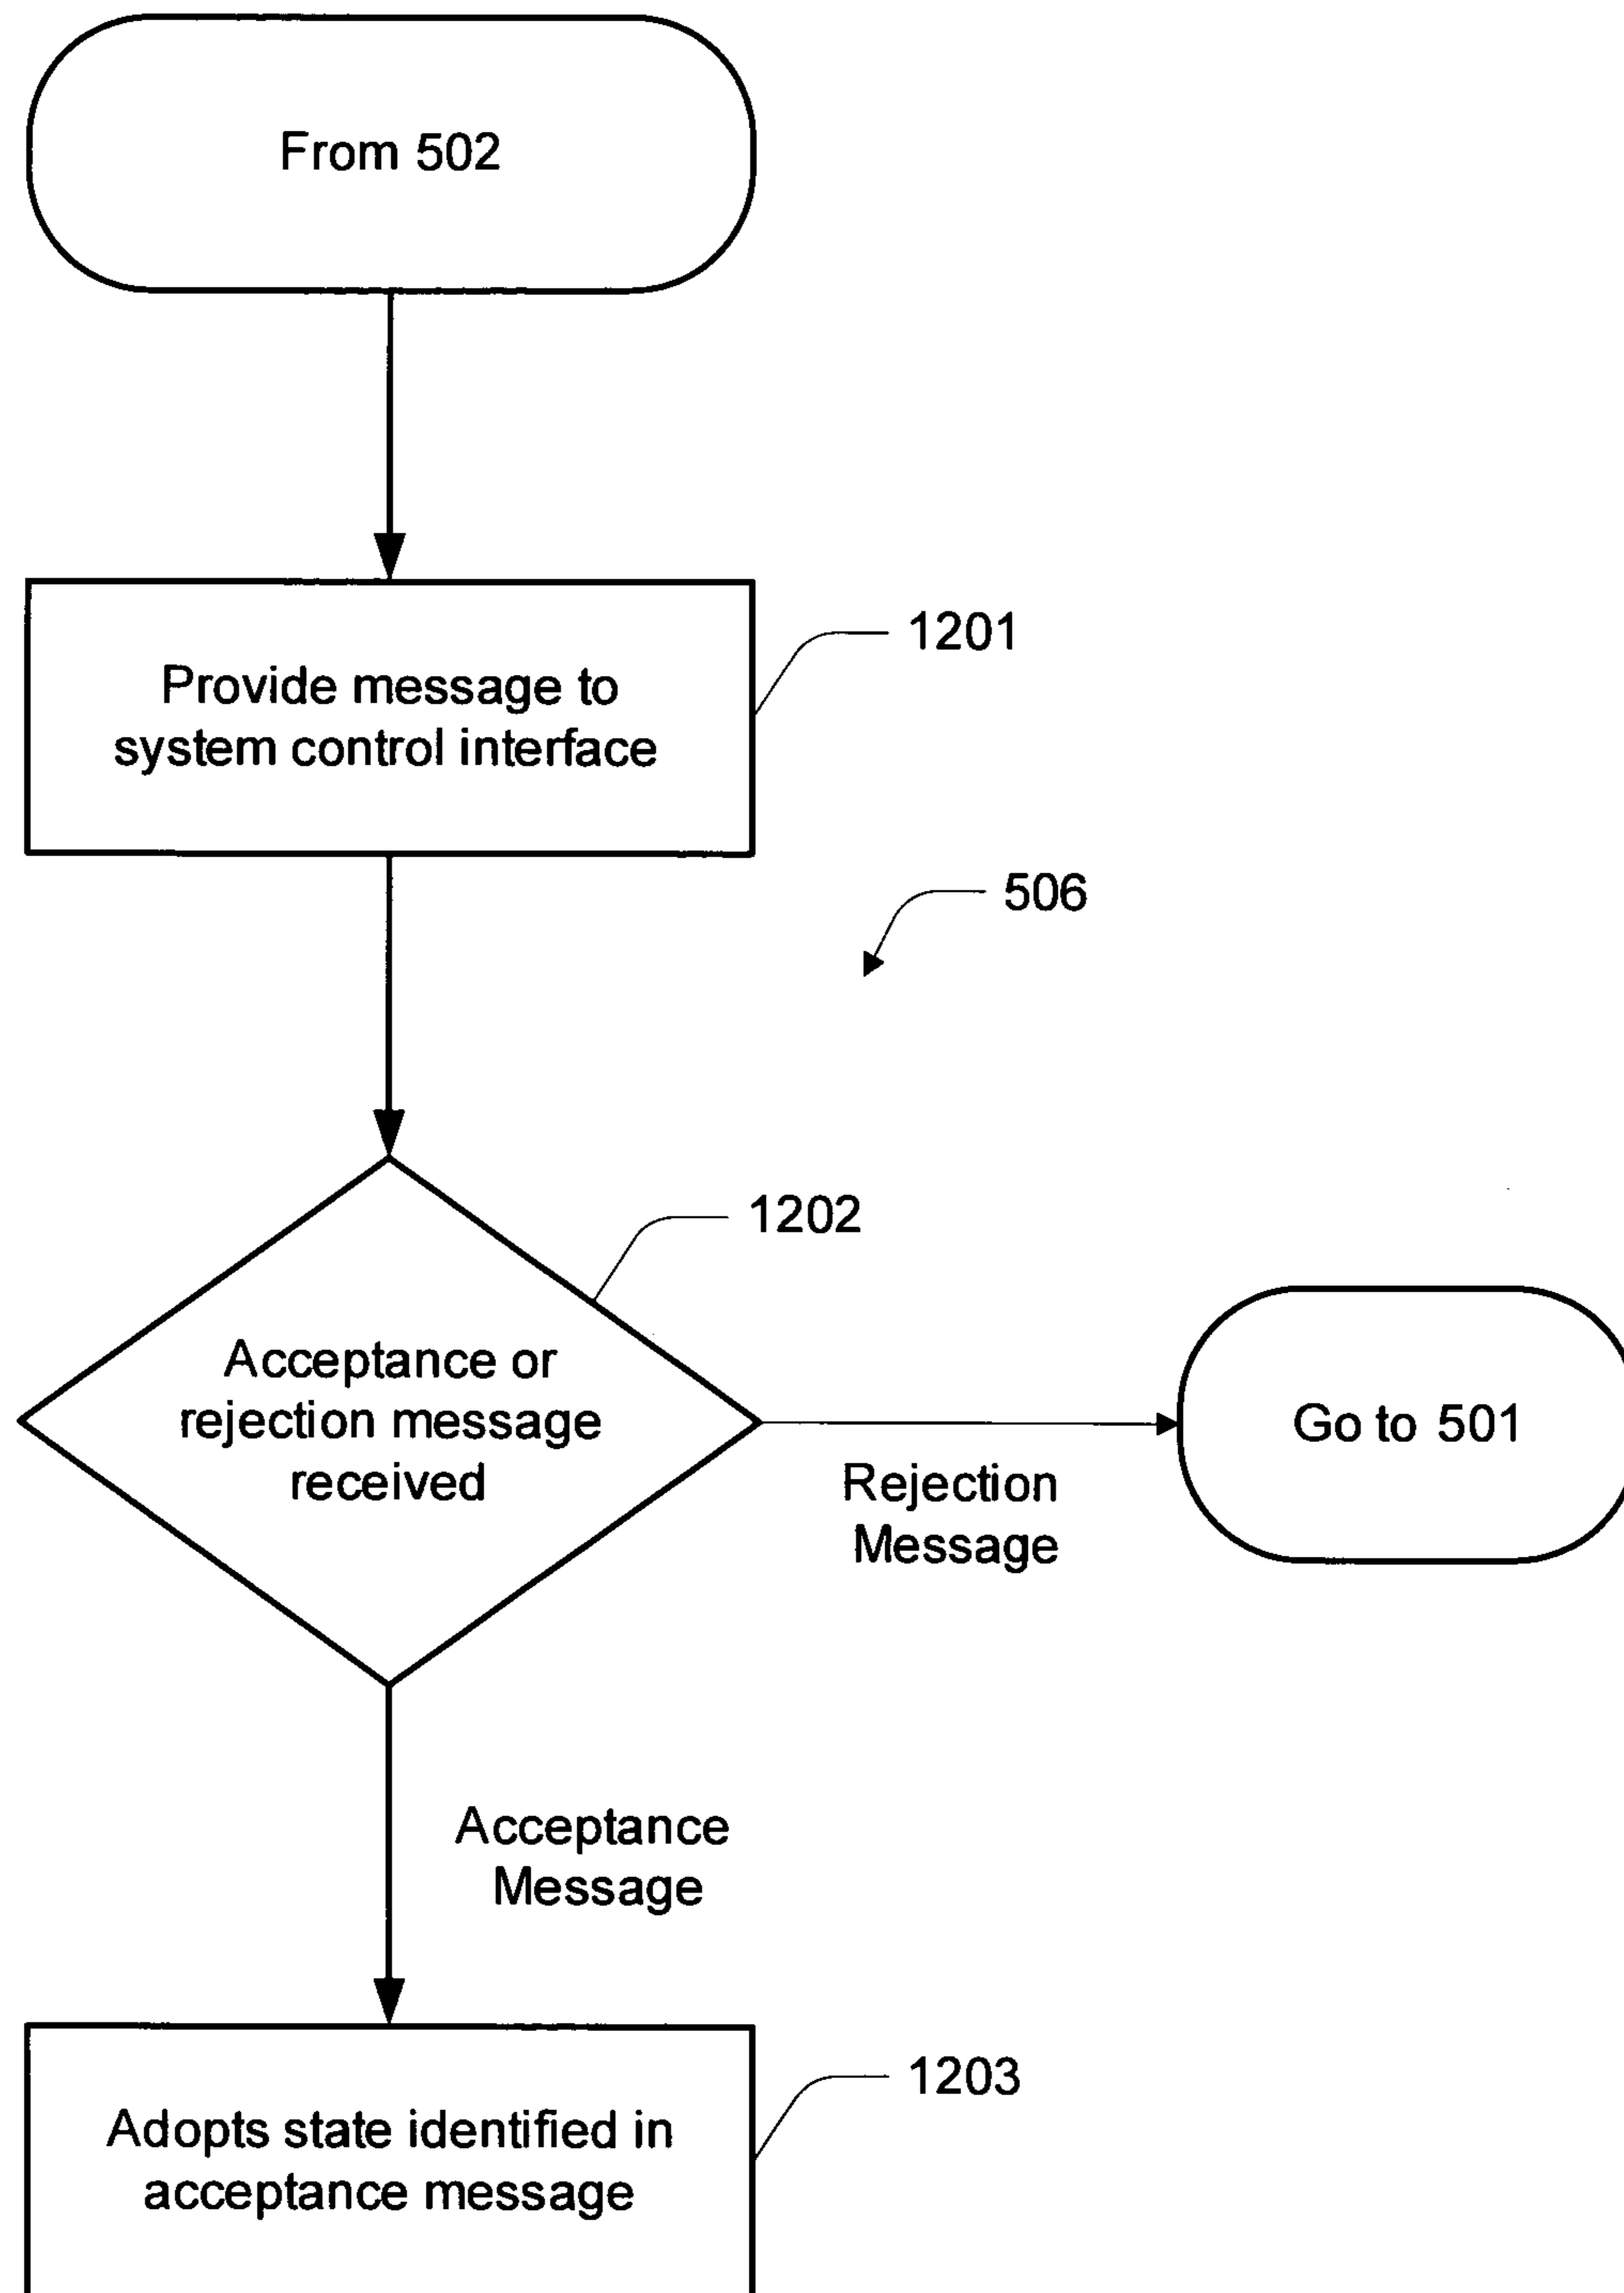 From 502
Provide message to
system control interface
1201
506
Acceptance or
rejection message
received
1202
Rejection
Message
Go to 501
Acceptance
Message
Adopts state identified in
acceptance message
1203